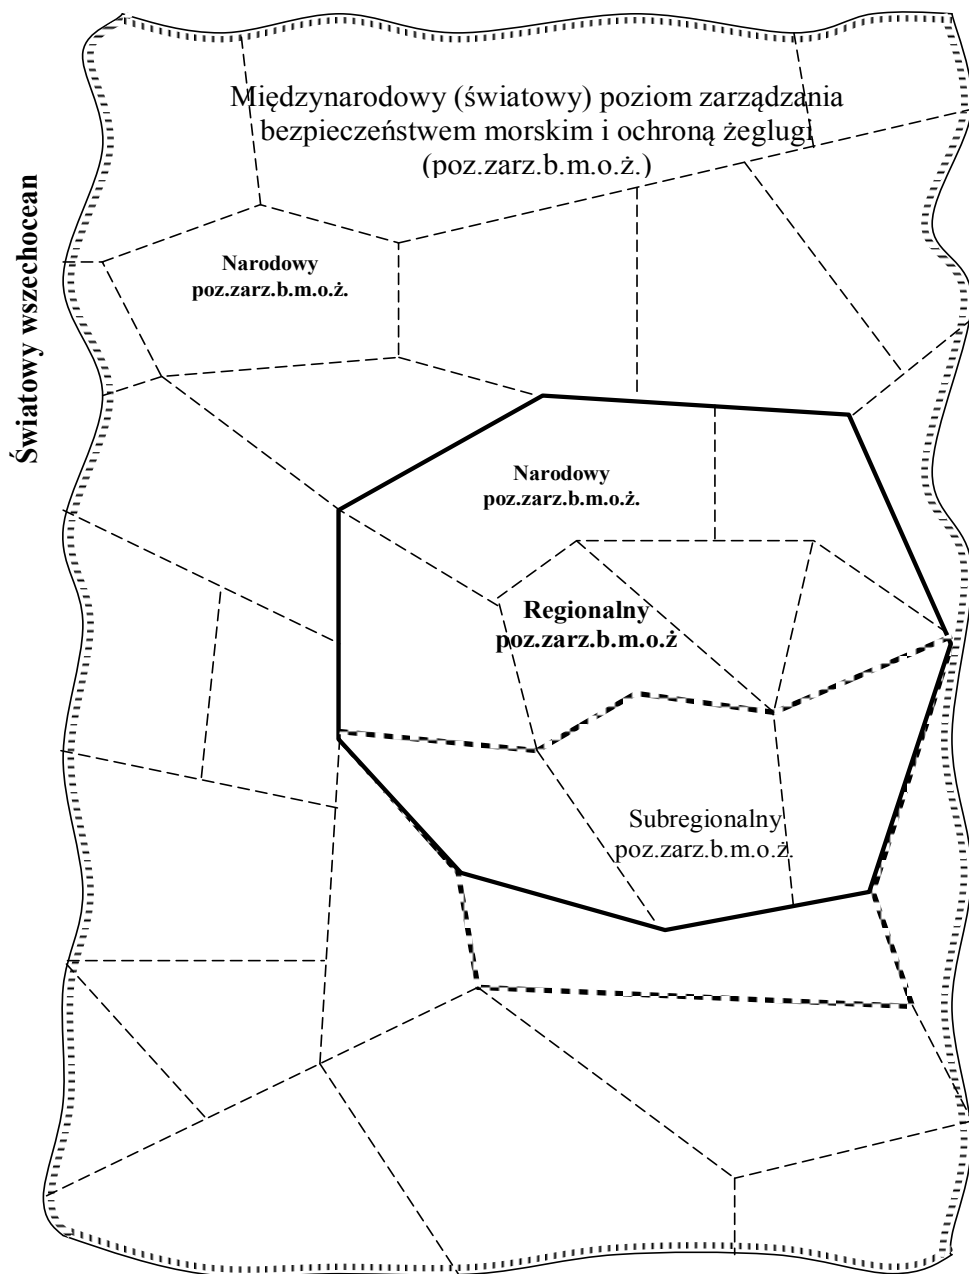 Międzynarodowy (światowy) poziom zarządzania
bezpieczeństwem morskim i ochroną żeglugi
(poz.zarz.b.m.o.ż.)
Światowy wszechocean
Narodowy
poz.zarz.b.m.o.ż.
Narodowy
poz.zarz.b.m.o.ż.
Regionalny
poz.zarz.b.m.o.ż
Subregionalny
poz.zarz.b.m.o.ż.